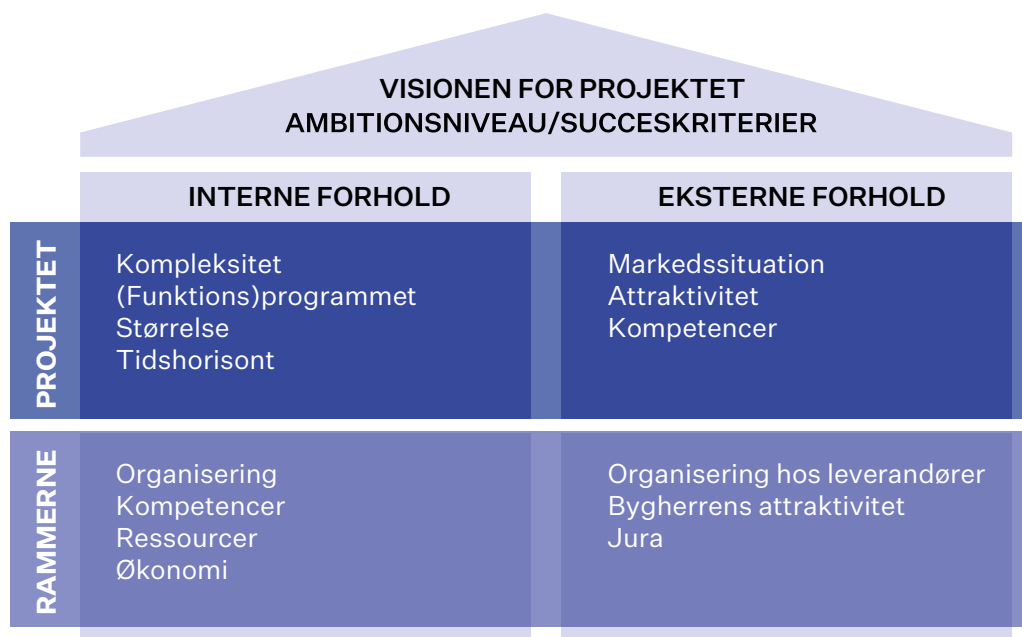 VISIONEN FOR PROJEKTET
AMBITIONSNIVEAU/SUCCESKRITERIER
INTERNE FORHOLD
EKSTERNE FORHOLD
PROJEKTET
Kompleksitet
(Funktions)programmet
Størrelse
Tidshorisont
Markedssituation
Attraktivitet
Kompetencer
RAMMERNE
Organisering
Kompetencer
Ressourcer
Økonomi
Organisering hos leverandører
Bygherrens attraktivitet
Jura